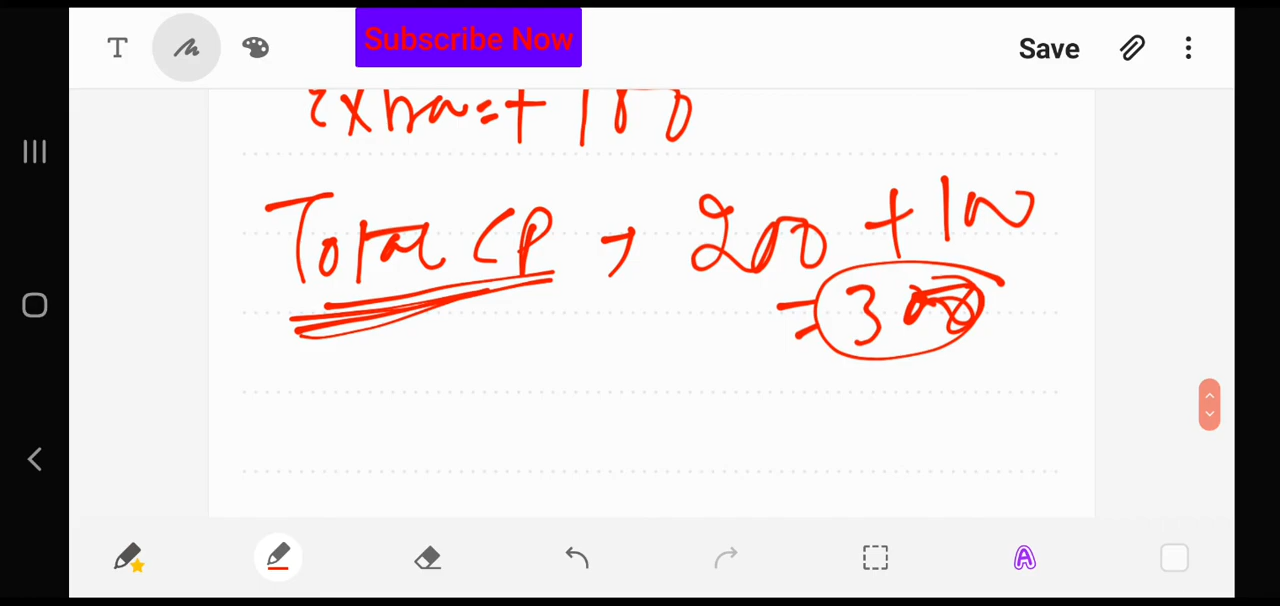 T
Subscribe Now
Save
Extra = + 100
Total CP → 200 + 100
= 300
A